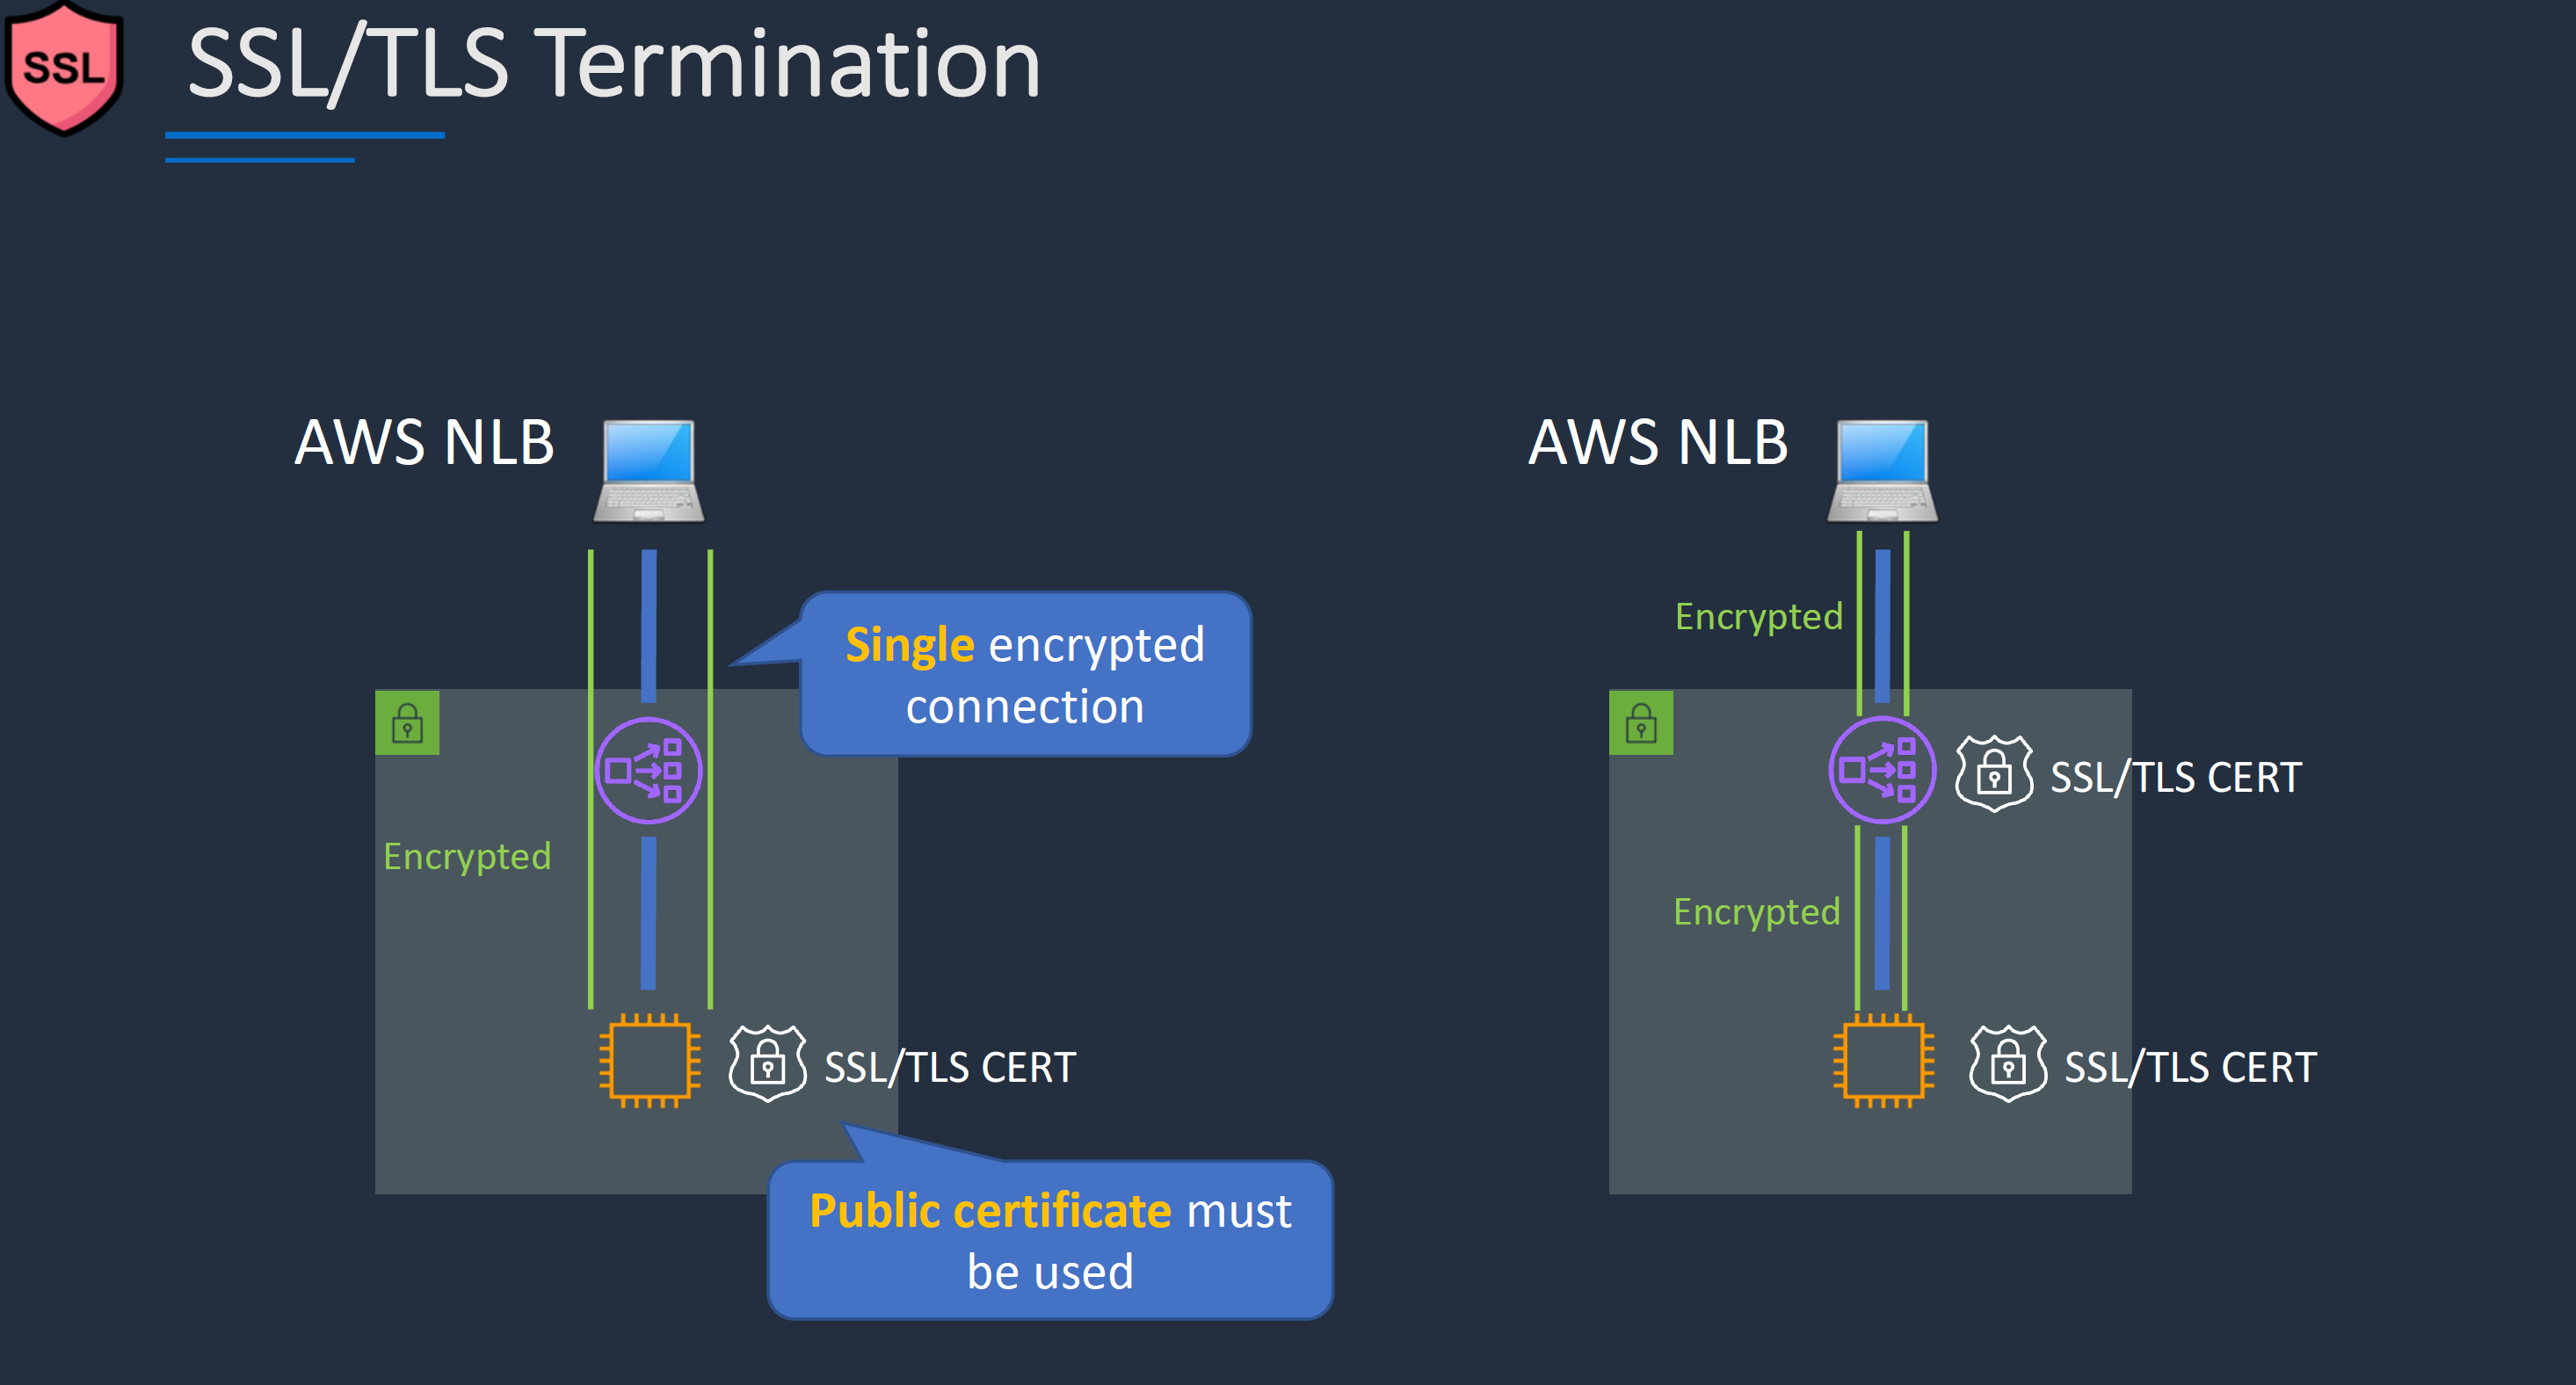 SSL
SSL/TLS Termination
AWS NLB
Single encrypted
connection
Encrypted
SSL/TLS CERT
Public certificate must
be used
AWS NLB
Encrypted
SSL/TLS CERT
Encrypted
SSL/TLS CERT